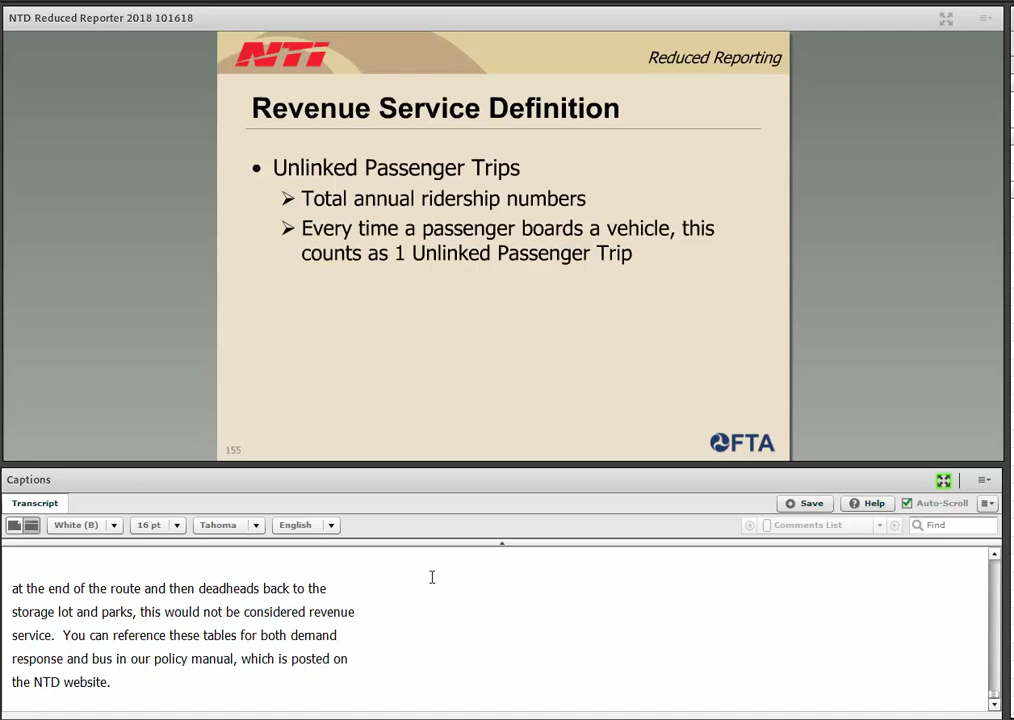 NTD Reduced Reporter 2018 101618
NTI
Reduced Reporting
Revenue Service Definition
• Unlinked Passenger Trips
➢ Total annual ridership numbers
➢ Every time a passenger boards a vehicle, this
counts as 1 Unlinked Passenger Trip
155
FTA
Captions
Transcript
Save
Help
Auto-Scroll
White (B)
16 pt
Tahoma
English
Comments List
Find
at the end of the route and then deadheads back to the
storage lot and parks, this would not be considered revenue
service.  You can reference these tables for both demand
response and bus in our policy manual, which is posted on
the NTD website.